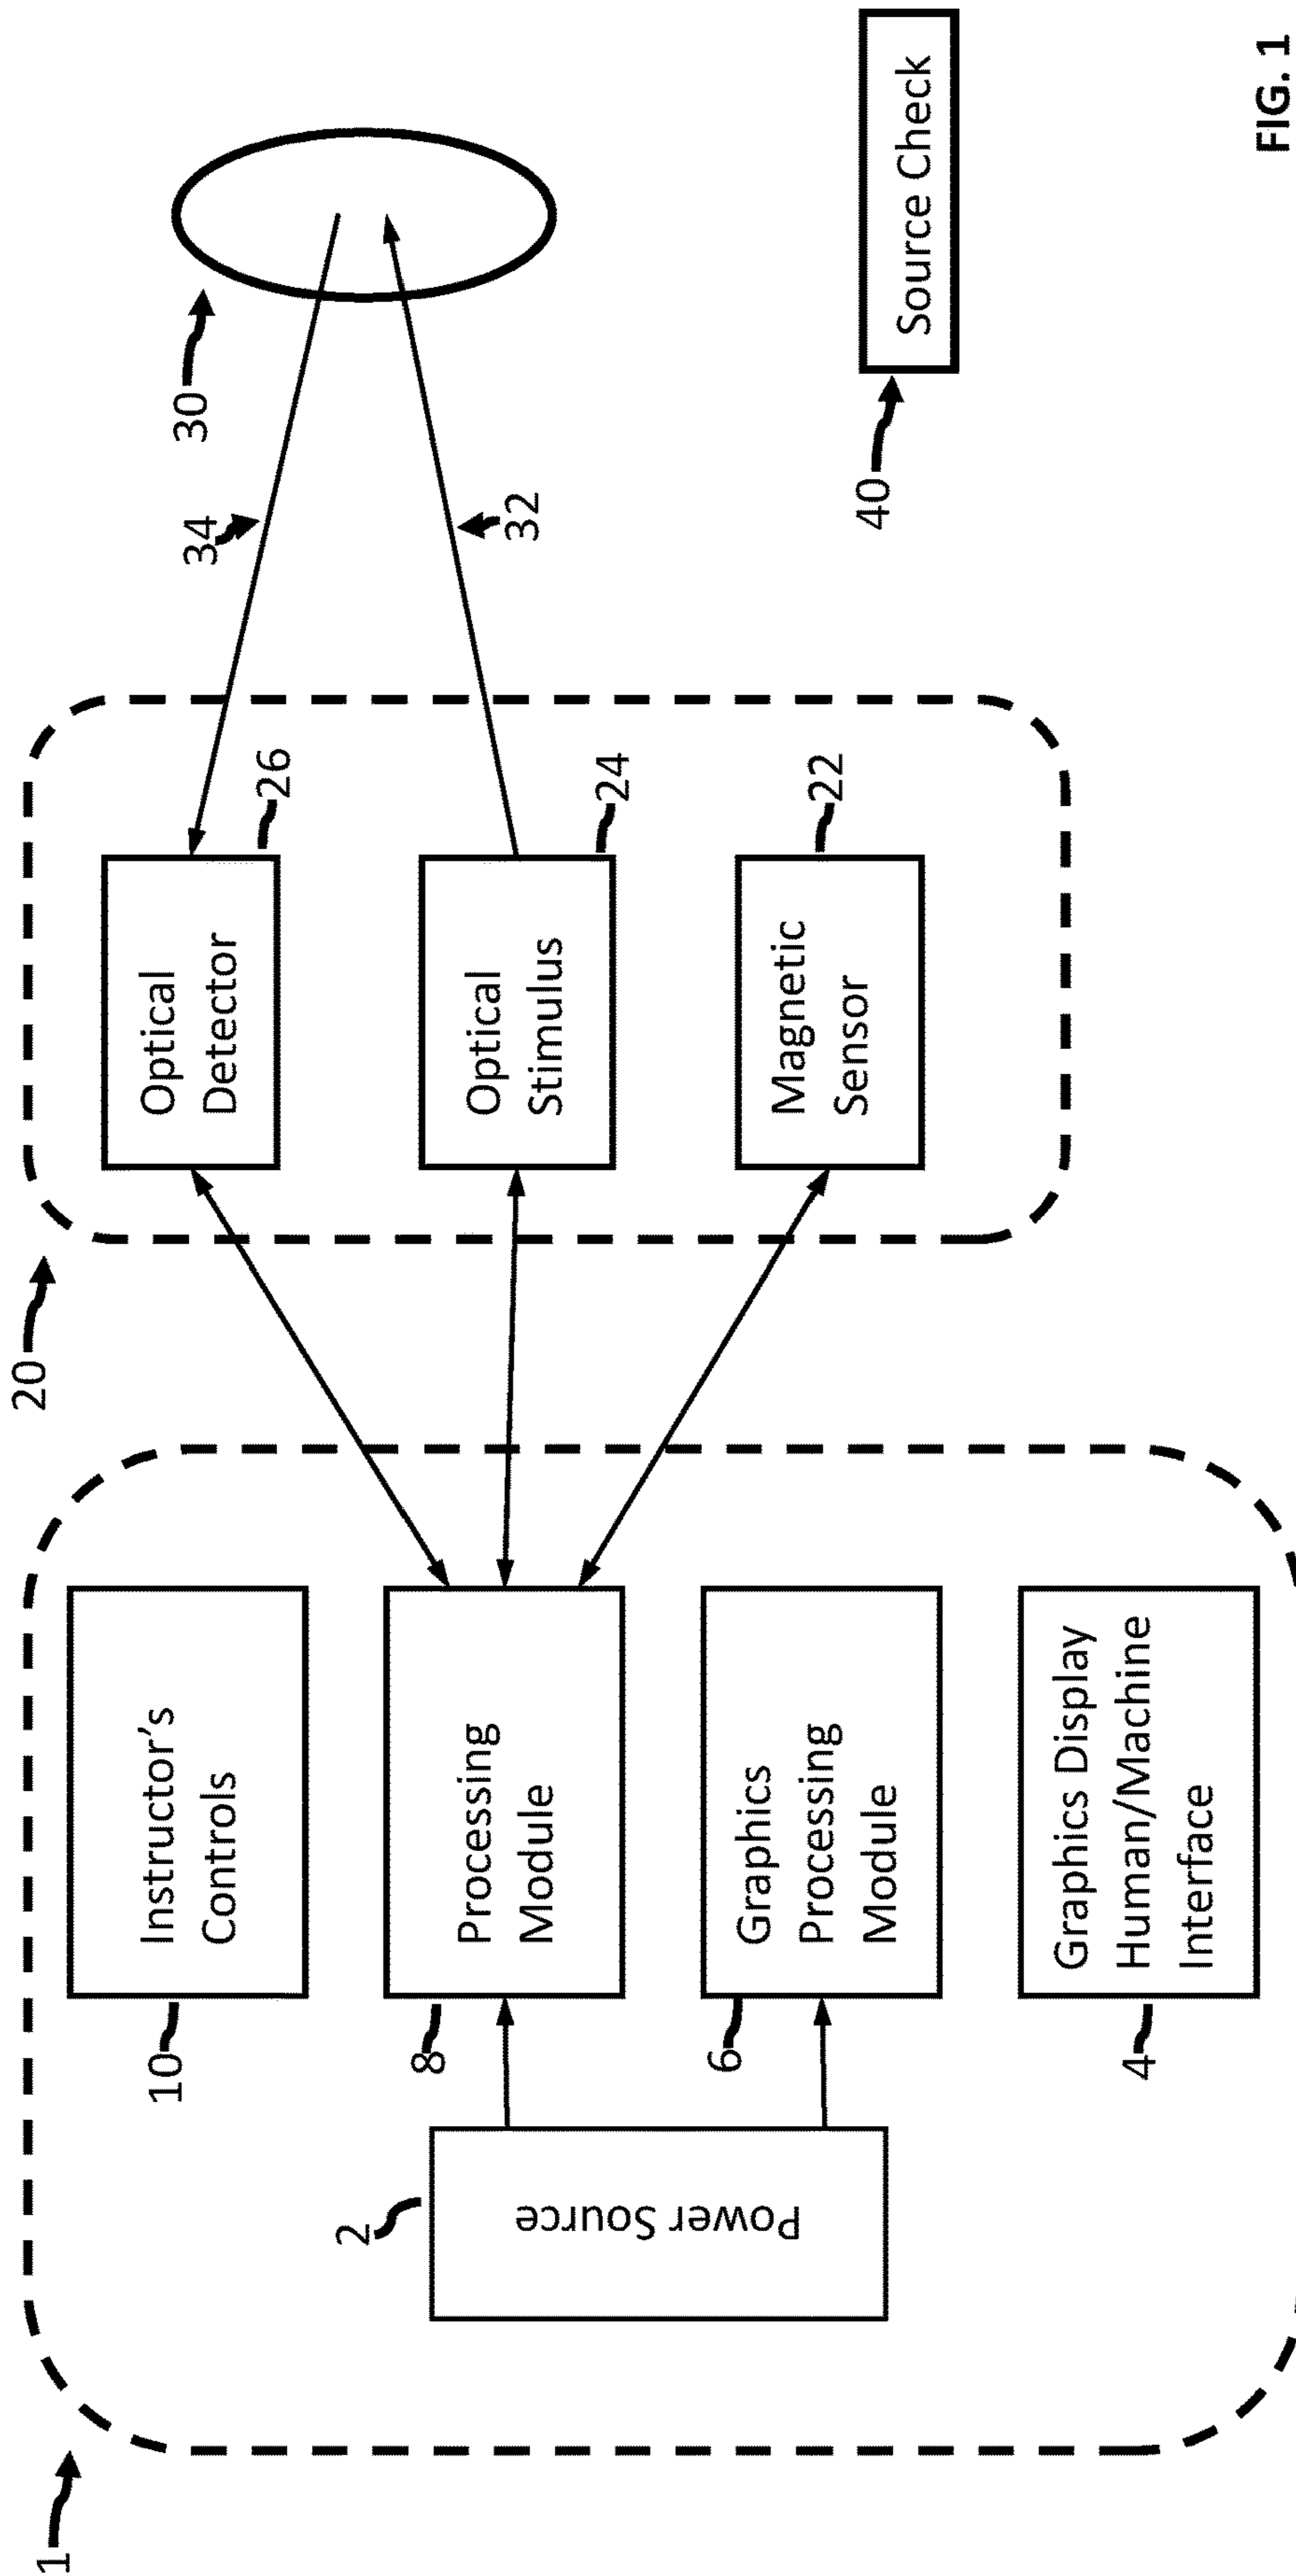 1
20
10
Instructor's
Controls
8
Processing
Module
6
Graphics
Processing
Module
4
Graphics Display
Human/Machine
Interface
2
Power Source
Optical
Detector
26
Optical
Stimulus
24
Magnetic
Sensor
22
34
32
30
40
Source Check
FIG. 1